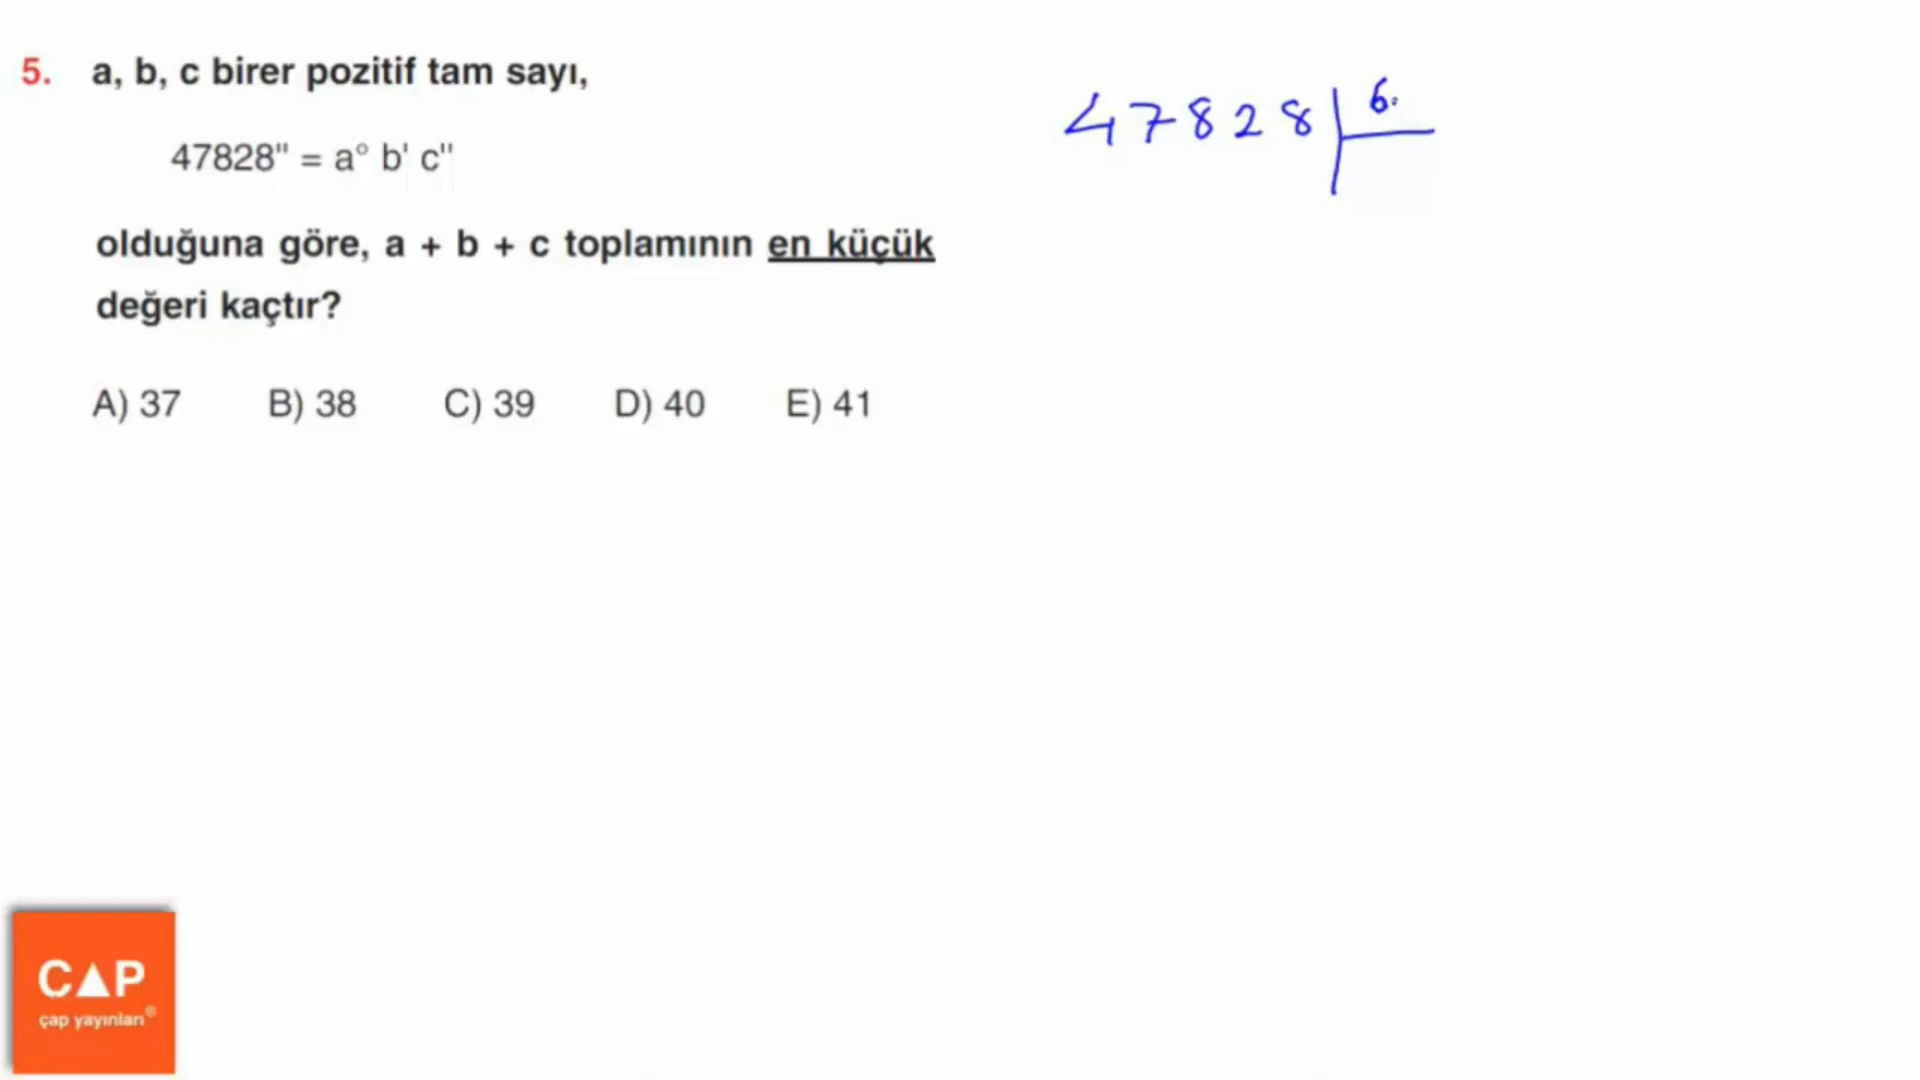 5. a, b, c birer pozitif tam sayı,
47828" = a° b' c"
olduğuna göre, a + b + c toplamının en küçük
değeri kaçtır?
A) 37 B) 38 C) 39 D) 40 E) 41
47828 6.
CAP
çap yayınları®